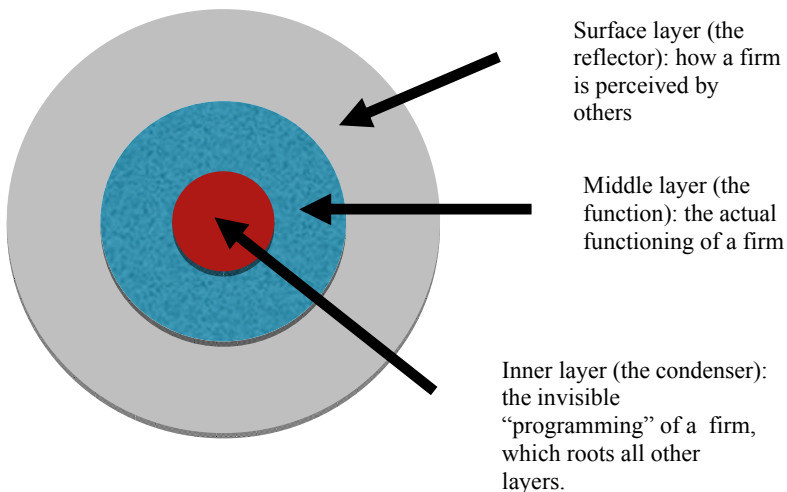 Surface layer (the
reflector): how a firm
is perceived by
others
Middle layer (the
function): the actual
functioning of a firm
Inner layer (the condenser):
the invisible
“programming” of a  firm,
which roots all other
layers.